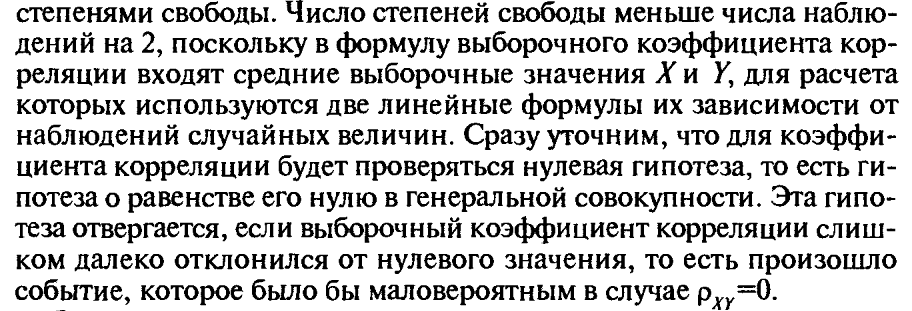 степенями свободы. Число степеней свободы меньше числа наблю-
дений на 2, поскольку в формулу выборочного коэффициента кор-
реляции входят средние выборочные значения X и Y, для расчета
которых используются две линейные формулы их зависимости от
наблюдений случайных величин. Сразу уточним, что для коэффи-
циента корреляции будет проверяться нулевая гипотеза, то есть ги-
потеза о равенстве его нулю в генеральной совокупности. Эта гипо-
теза отвергается, если выборочный коэффициент корреляции слиш-
ком далеко отклонился от нулевого значения, то есть произошло
событие, которое было бы маловероятным в случае ρXY=0.